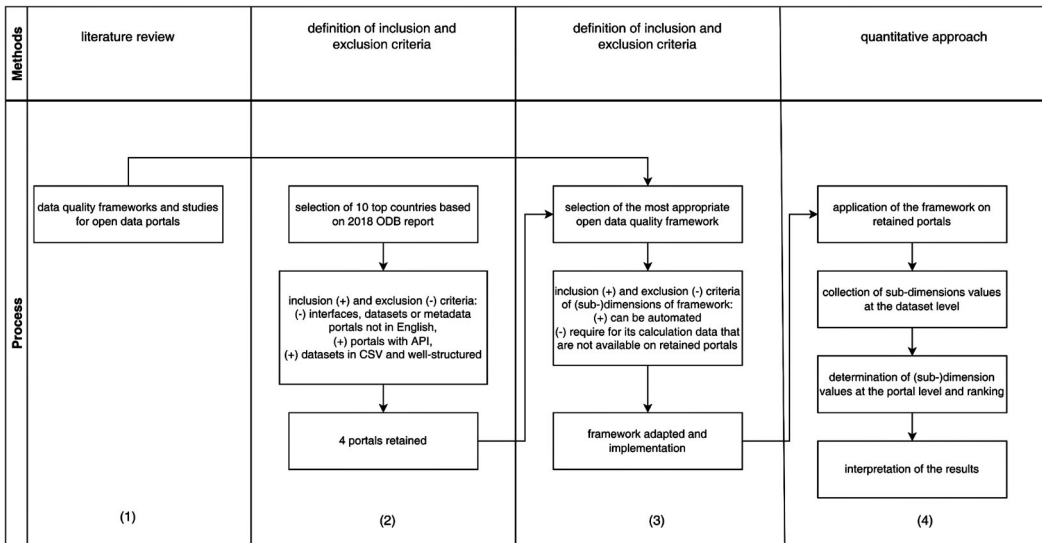 Methods
literature review
definition of inclusion and
exclusion criteria
definition of inclusion and
exclusion criteria
quantitative approach
Process
data quality frameworks and studies
for open data portals
(1)
selection of 10 top countries based
on 2018 ODB report
inclusion (+) and exclusion (-) criteria:
(-) interfaces, datasets or metadata
portals not in English,
(+) portals with API,
(+) datasets in CSV and well-structured
4 portals retained
(2)
selection of the most appropriate
open data quality framework
inclusion (+) and exclusion (-) criteria
of (sub-)dimensions of framework:
(+) can be automated
(-) require for its calculation data that
are not available on retained portals
framework adapted and
implementation
(3)
application of the framework on
retained portals
collection of sub-dimensions values
at the dataset level
determination of (sub-)dimension
values at the portal level and ranking
interpretation of the results
(4)